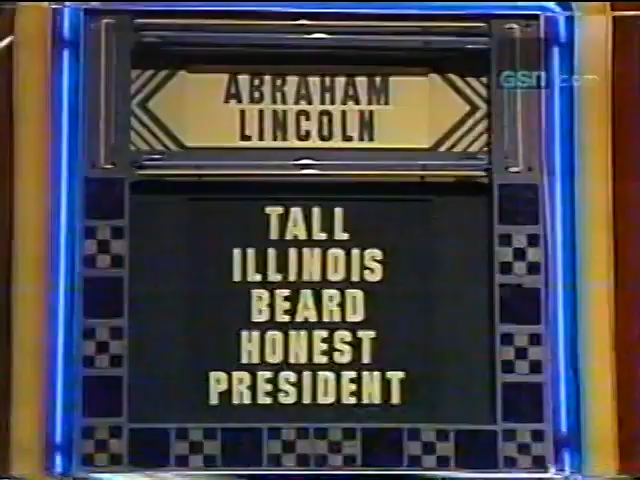 GSN.com
ABRAHAM
LINCOLN
TALL
ILLINOIS
BEARD
HONEST
PRESIDENT